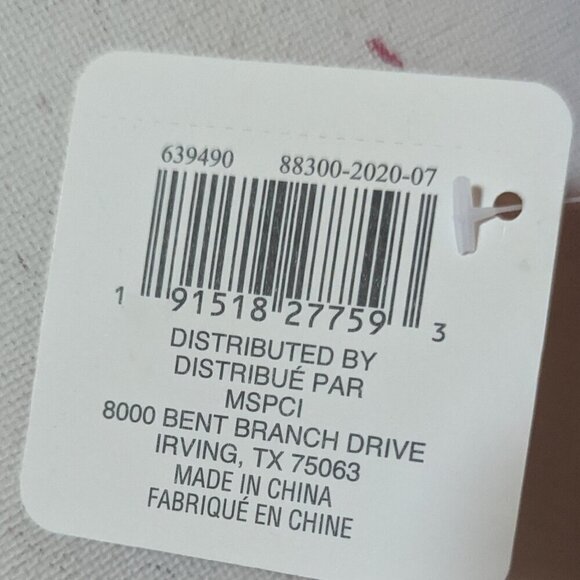 639490 88300-2020-07
1 91518 27759 3
DISTRIBUTED BY
DISTRIBUÉ PAR
MSPCI
8000 BENT BRANCH DRIVE
IRVING, TX 75063
MADE IN CHINA
FABRIQUÉ EN CHINE